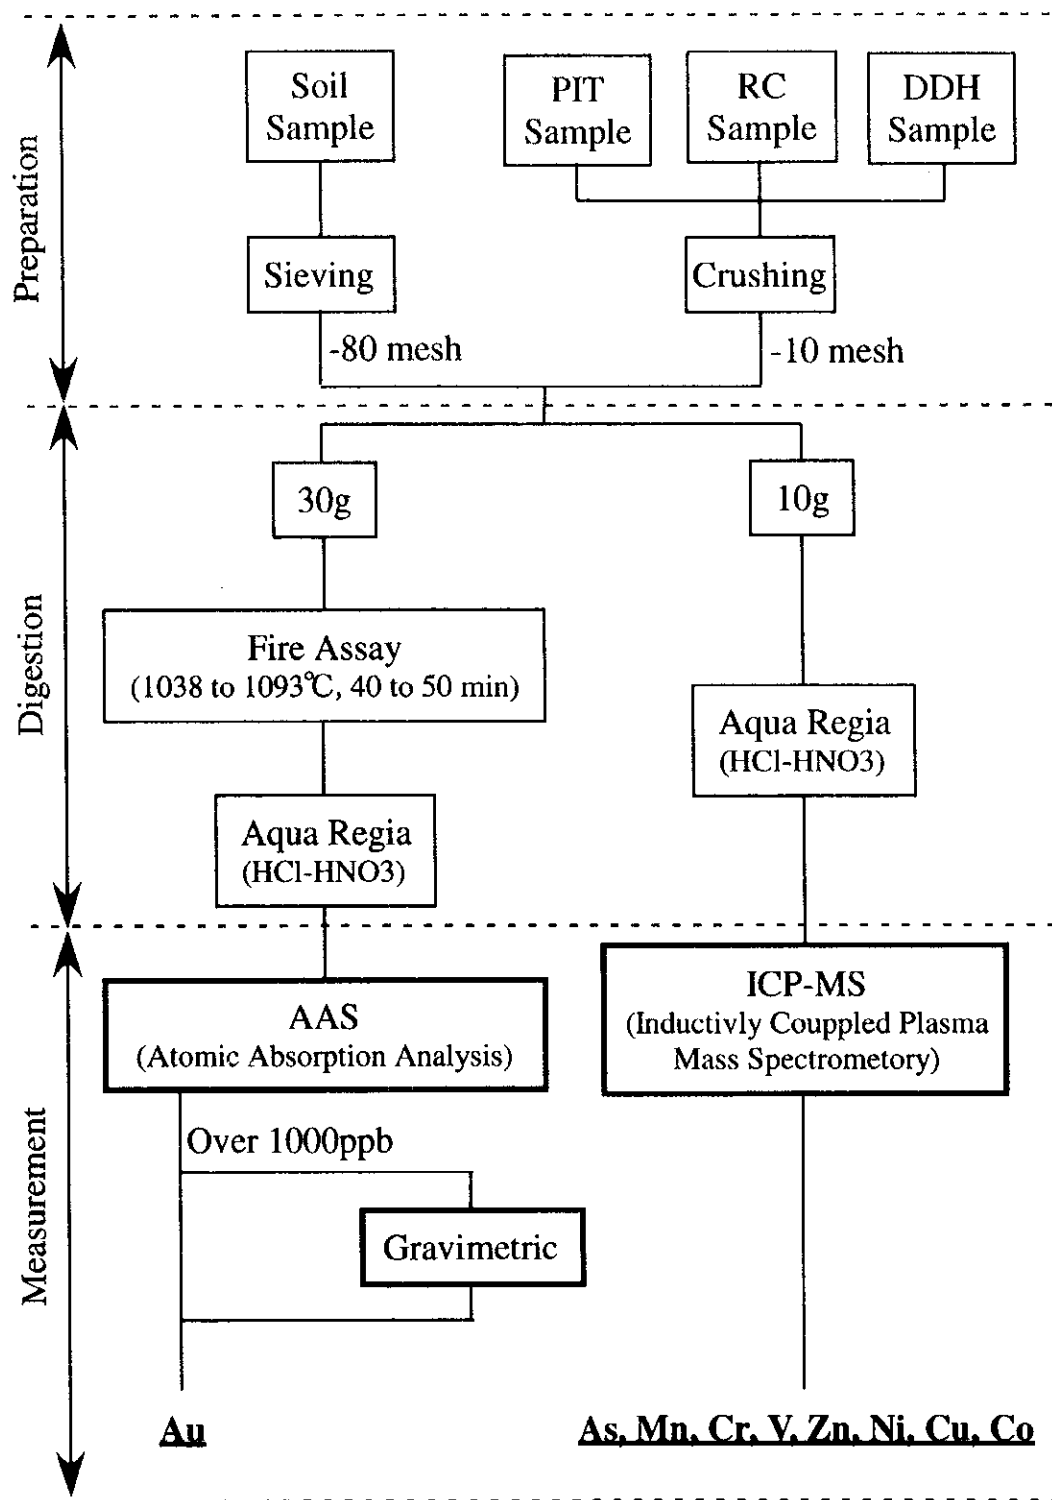 Preparation
Soil
Sample
PIT
Sample
RC
Sample
DDH
Sample
Sieving
Crushing
-80 mesh
-10 mesh
Digestion
30g
10g
Fire Assay
(1038 to 1093℃, 40 to 50 min)
Aqua Regia
(HCl-HNO3)
Aqua Regia
(HCl-HNO3)
Measurement
AAS
(Atomic Absorption Analysis)
ICP-MS
(Inductivly Couppled Plasma
Mass Spectrometory)
Over 1000ppb
Gravimetric
Au
As, Mn, Cr, V, Zn, Ni, Cu, Co